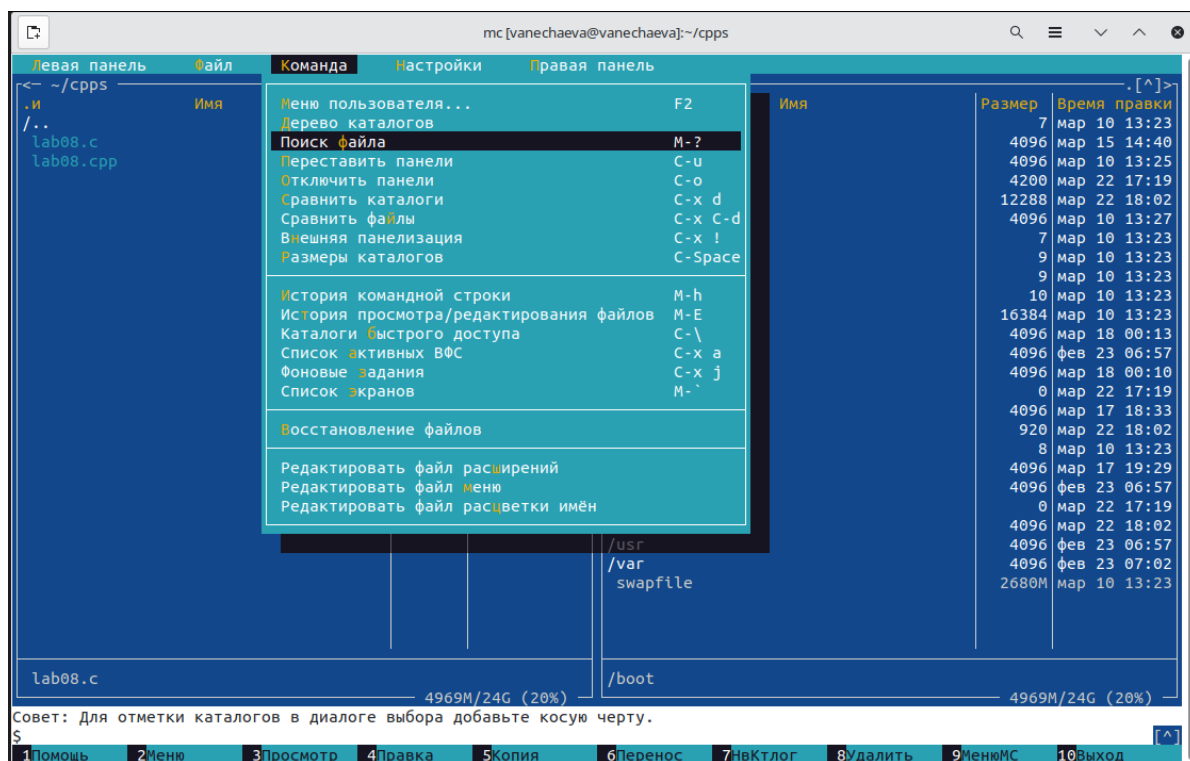 mc [vanechaeva@vanechaeva]:~/cpps
Левая панель Файл Команда Настройки Правая панель
<— ~/cpps .[^]>
.и Имя Имя Размер Время правки
/..
lab08.c
lab08.cpp
Меню пользователя... F2
Дерево каталогов
Поиск файла M-?
Переставить панели C-u
Отключить панели C-o
Сравнить каталоги C-x d
Сравнить файлы C-x C-d
Внешняя панелизация C-x !
Размеры каталогов C-Space
История командной строки M-h
История просмотра/редактирования файлов M-E
Каталоги быстрого доступа C-\
Список активных ВФС C-x a
Фоновые задания C-x j
Список экранов M-`
Восстановление файлов
Редактировать файл расширений
Редактировать файл меню
Редактировать файл расцветки имён
7 мар 10 13:23
4096 мар 15 14:40
4096 мар 10 13:25
4200 мар 22 17:19
12288 мар 22 18:02
4096 мар 10 13:27
7 мар 10 13:23
9 мар 10 13:23
9 мар 10 13:23
10 мар 10 13:23
16384 мар 10 13:23
4096 мар 18 00:13
4096 фев 23 06:57
4096 мар 18 00:10
0 мар 22 17:19
4096 мар 17 18:33
920 мар 22 18:02
8 мар 10 13:23
4096 мар 17 19:29
4096 фев 23 06:57
0 мар 22 17:19
4096 мар 22 18:02
/usr 4096 фев 23 06:57
/var 4096 фев 23 07:02
swapfile 2680M мар 10 13:23
lab08.c /boot
4969M/24G (20%) 4969M/24G (20%)
Совет: Для отметки каталогов в диалоге выбора добавьте косую черту.
$ [^]
1Помощь 2Меню 3Просмотр 4Правка 5Копия 6Перенос 7НвКтлог 8Удалить 9МенюMC 10Выход